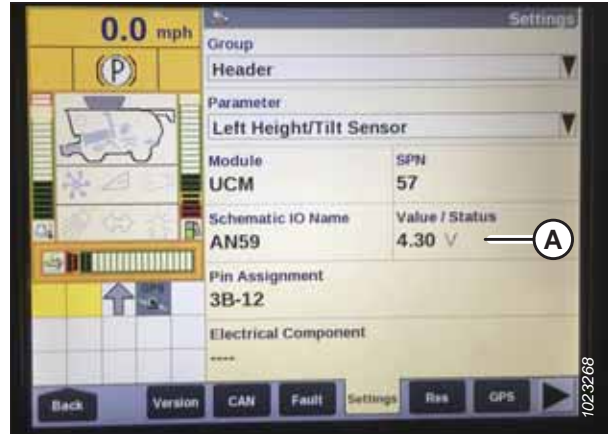 0.0 mph
Settings
Group
(P)
Header
Parameter
Left Height/Tilt Sensor
Module
SPN
UCM
57
Schematic IO Name
Value / Status
AN59
4.30 V
A
Pin Assignment
3B-12
GPS
Electrical Component
----
Back
Version
CAN
Fault
Settings
Res
GPS
1023268